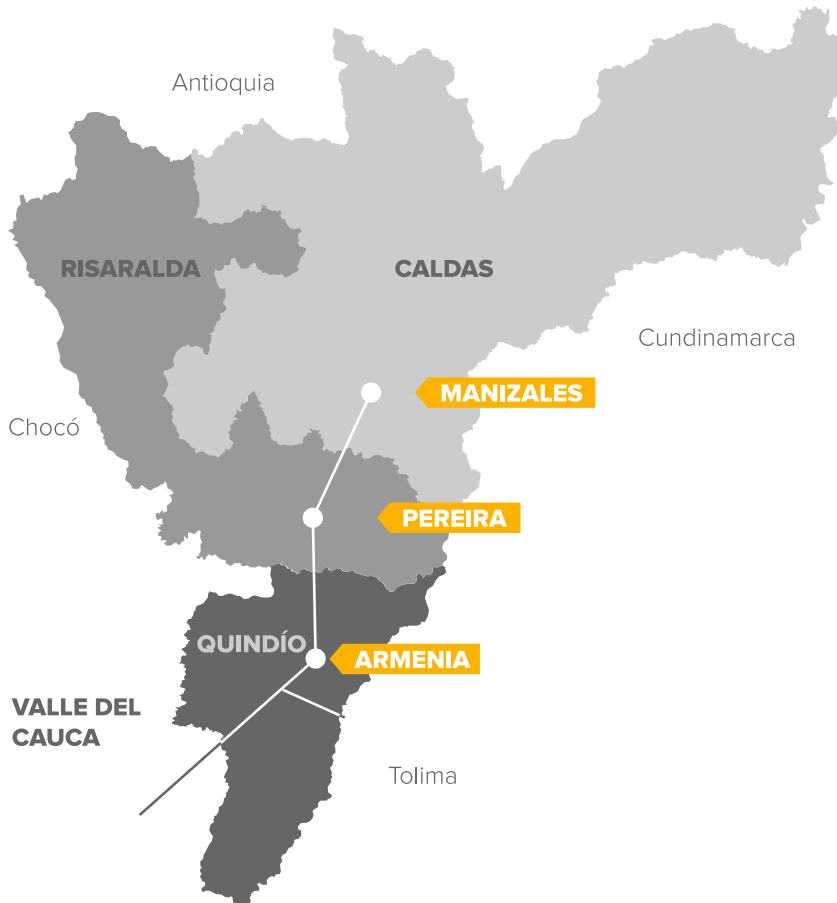 Antioquia
RISARALDA
CALDAS
Cundinamarca
MANIZALES
Chocó
PEREIRA
QUINDÍO
ARMENIA
VALLE DEL
CAUCA
Tolima